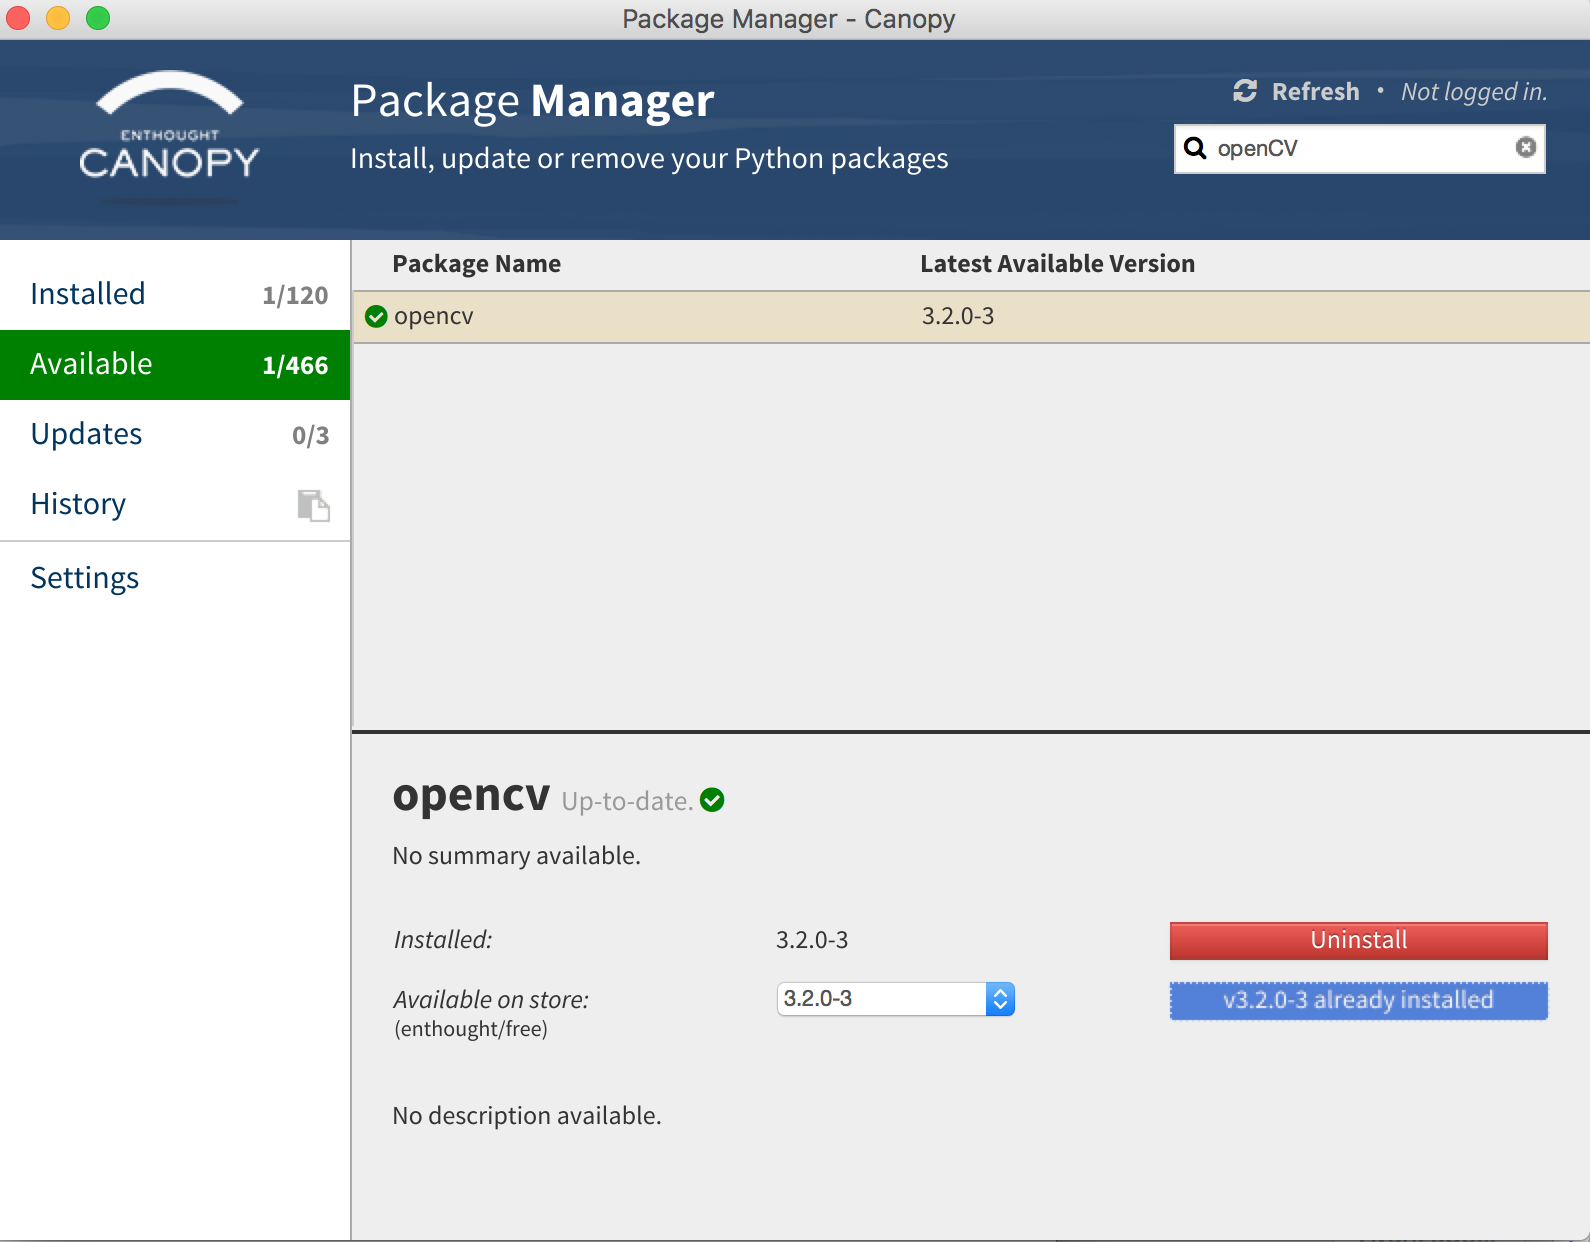 Package Manager - Canopy
ENTHOUGHT
CANOPY
Package Manager
Install, update or remove your Python packages
Refresh • Not logged in.
openCV
Installed 1/120
Available 1/466
Updates 0/3
History
Settings
Package Name Latest Available Version
opencv 3.2.0-3
opencv Up-to-date.
No summary available.
Installed: 3.2.0-3 Uninstall
Available on store: 3.2.0-3 v3.2.0-3 already installed
(enthought/free)
No description available.